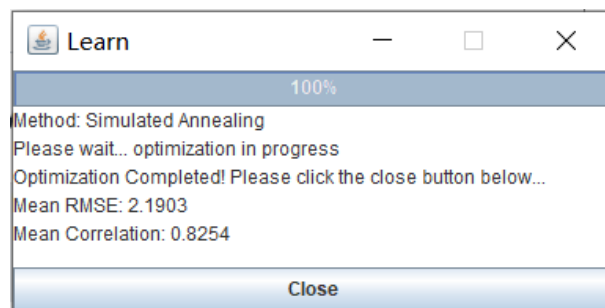 Learn
100%
Method: Simulated Annealing
Please wait... optimization in progress
Optimization Completed! Please click the close button below...
Mean RMSE: 2.1903
Mean Correlation: 0.8254
Close